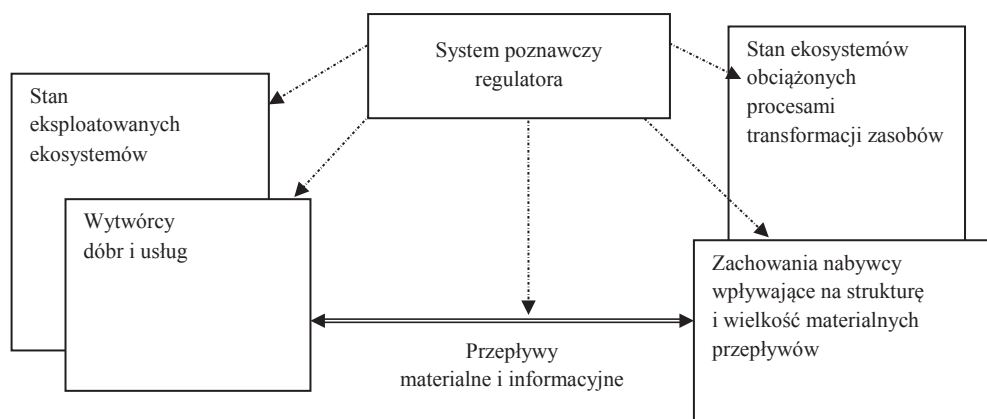 System poznawczy
regulatora
Stan ekosystemów
obciążonych
procesami
transformacji zasobów
Stan
eksploatowanych
ekosystemów
Wytwórcy
dóbr i usług
Zachowania nabywcy
wpływające na strukturę
i wielkość materialnych
przepływów
Przepływy
materialne i informacyjne